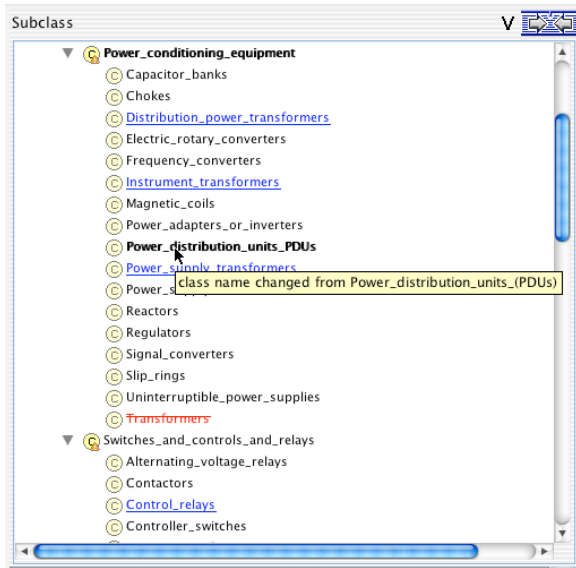 Subclass V
Power_conditioning_equipment
C Capacitor_banks
C Chokes
C Distribution_power_transformers
C Electric_rotary_converters
C Frequency_converters
C Instrument_transformers
C Magnetic_coils
C Power_adapters_or_inverters
C Power_distribution_units_PDUs
C Power_supply_transformers
class name changed from Power_distribution_units_(PDUs)
C Reactors
C Regulators
C Signal_converters
C Slip_rings
C Uninterruptible_power_supplies
C Transformers
C Switches_and_controls_and_relays
C Alternating_voltage_relays
C Contactors
C Control_relays
C Controller_switches